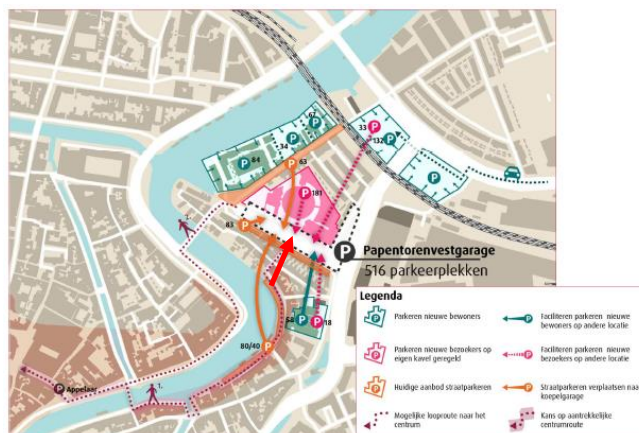 67
34
84
63
33
132
181
83
Papentorenvestgarage
516 parkeerplekken
2.
58
18
80/40
1.
Appelaar
Legenda
Parkeren nieuwe bewoners
Faciliteren parkeren nieuwe
bewoners op andere locatie
Parkeren nieuwe bezoekers op
eigen kavel geregeld
Faciliteren parkeren nieuwe
bezoekers op andere locatie
Huidige aanbod straatparkeren
Straatparkeren verplaatsen naar
koepelgarage
Mogelijke looproute naar het
centrum
Kans op aantrekkelijke
centrumroute